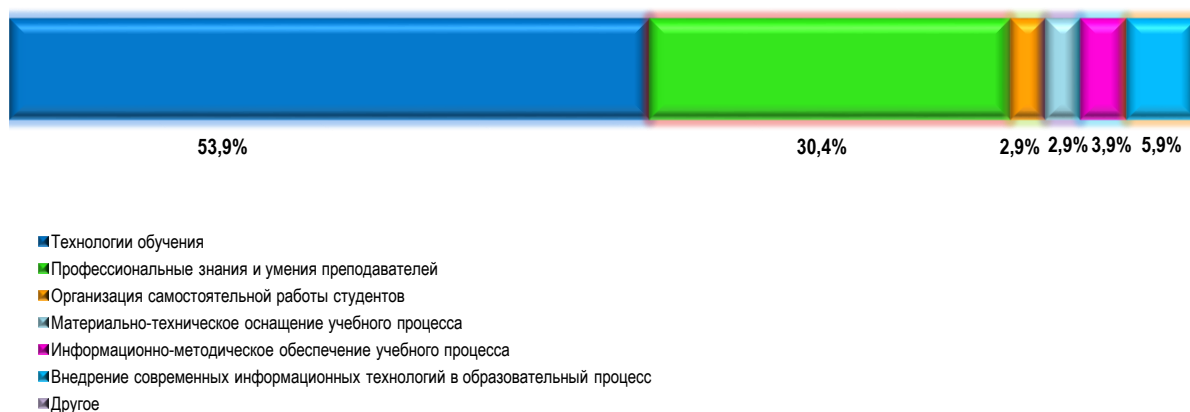 53,9% 30,4% 2,9% 2,9% 3,9% 5,9%
Технологии обучения
Профессиональные знания и умения преподавателей
Организация самостоятельной работы студентов
Материально-техническое оснащение учебного процесса
Информационно-методическое обеспечение учебного процесса
Внедрение современных информационных технологий в образовательный процесс
Другое